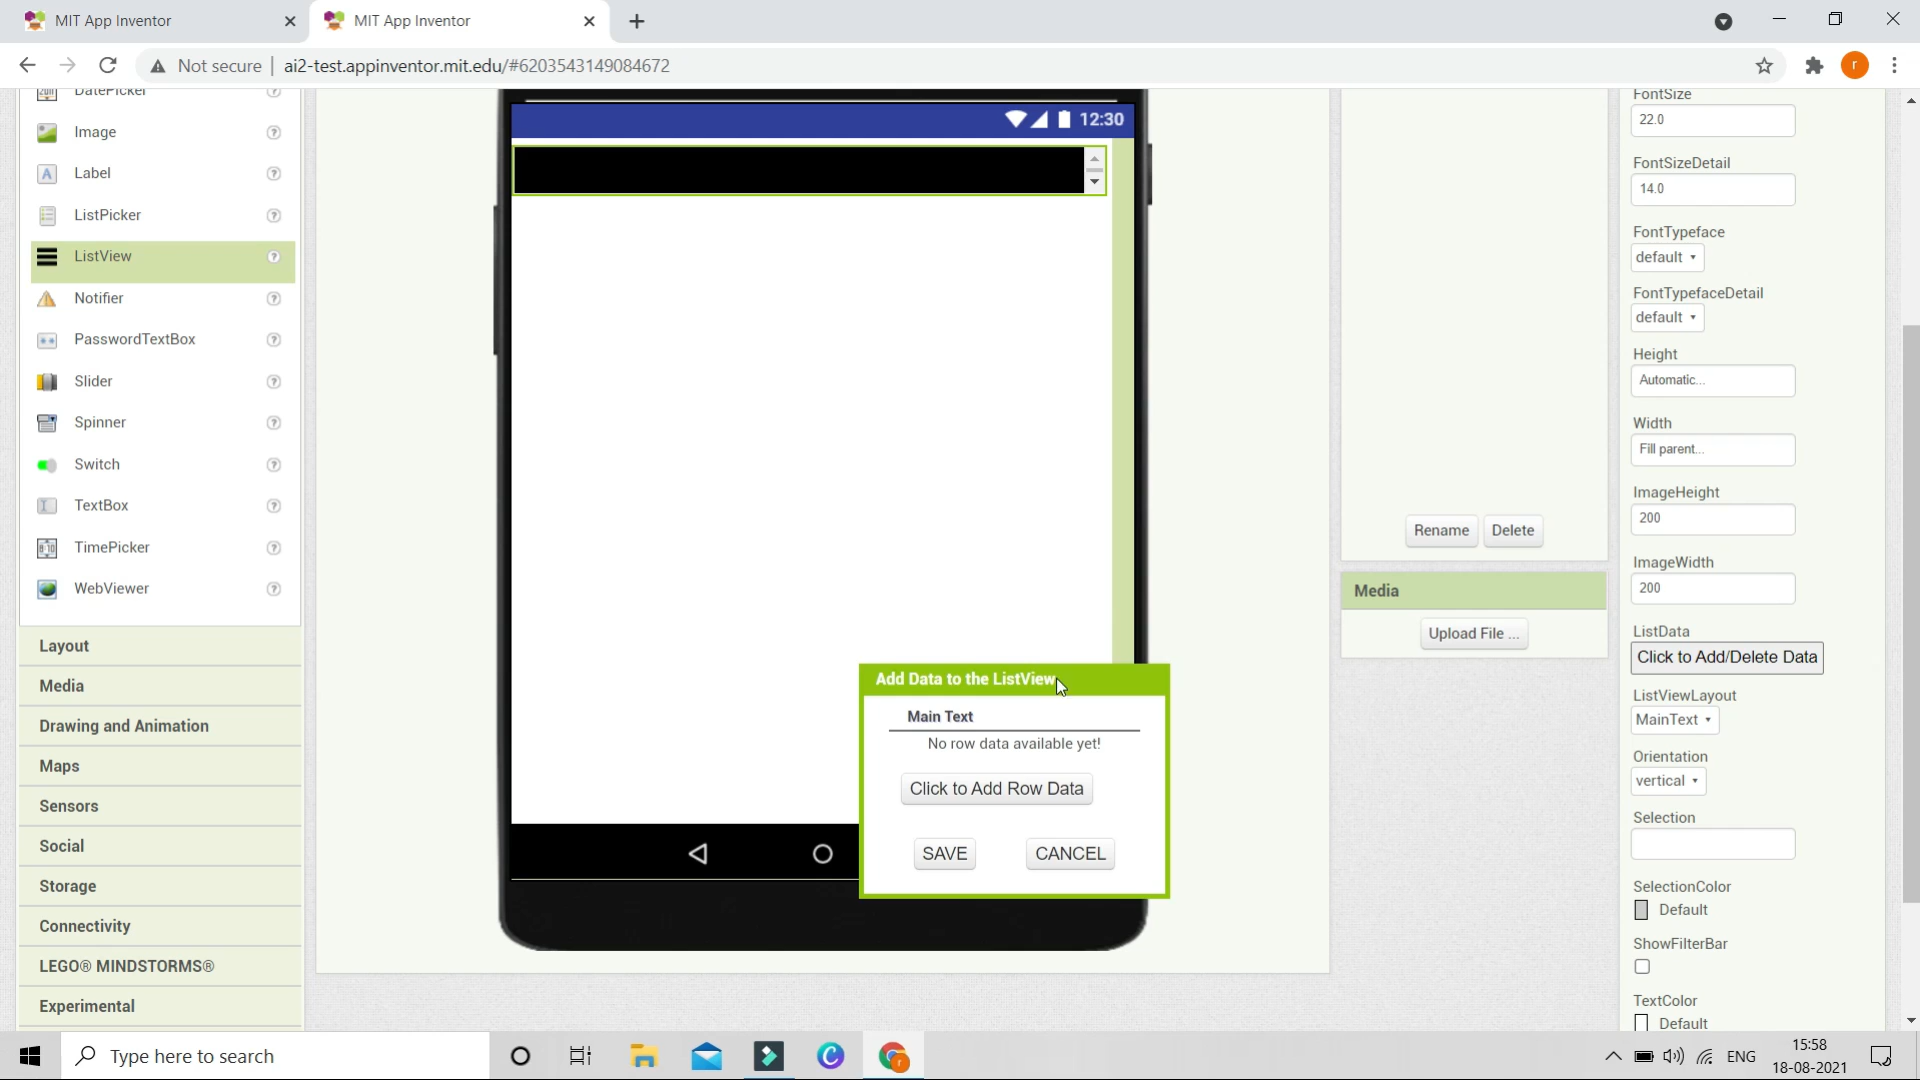 MIT App Inventor
MIT App Inventor
r
Not secure | ai2-test.appinventor.mit.edu/#6203543149084672
DatePicker
Image
Label
ListPicker
ListView
Notifier
PasswordTextBox
Slider
Spinner
Switch
TextBox
TimePicker
WebViewer
Layout
Media
Drawing and Animation
Maps
Sensors
Social
Storage
Connectivity
LEGO® MINDSTORMS®
Experimental
12:30
Add Data to the ListView
Main Text
No row data available yet!
Click to Add Row Data
SAVE
CANCEL
Rename
Delete
Media
Upload File ...
FontSize
22.0
FontSizeDetail
14.0
FontTypeface
default
FontTypefaceDetail
default
Height
Automatic...
Width
Fill parent...
ImageHeight
200
ImageWidth
200
ListData
Click to Add/Delete Data
ListViewLayout
MainText
Orientation
vertical
Selection
SelectionColor
Default
ShowFilterBar
TextColor
Default
Type here to search
ENG
15:58
18-08-2021